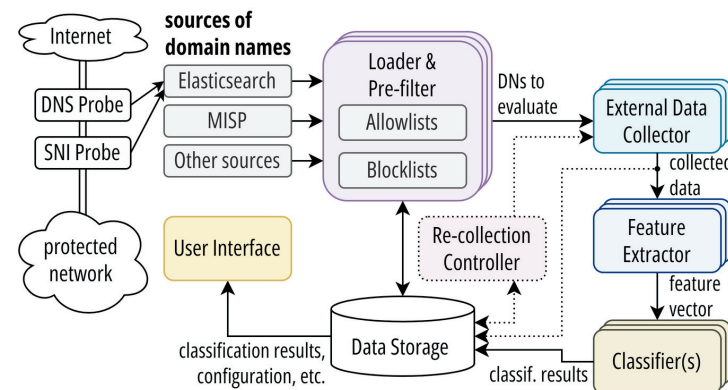 Internet
DNS Probe
SNI Probe
protected
network
sources of
domain names
Elasticsearch
MISP
Other sources
Loader &
Pre-filter
Allowlists
Blocklists
DNs to
evaluate
External Data
Collector
collected
data
Feature
Extractor
feature
vector
Classifier(s)
classif. results
Re-collection
Controller
User Interface
Data Storage
classification results,
configuration, etc.